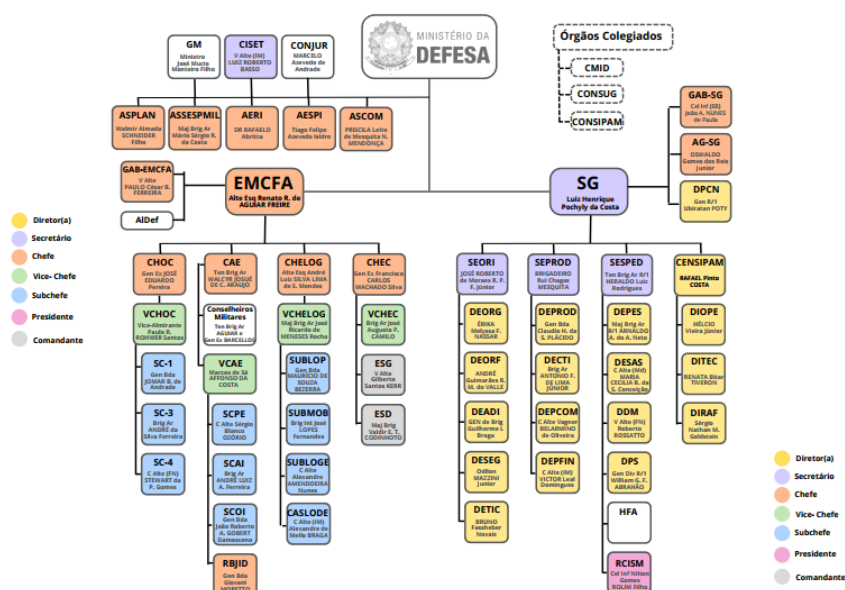 MINISTÉRIO DA
DEFESA
GM
Ministro
José Mucio
Monteiro Filho
CISET
V Alte (IM)
LUIZ ROBERTO
BASSO
CONJUR
MARCELO
Azevedo de
Andrade
Órgãos Colegiados
CMID
CONSUG
CONSIPAM
ASPLAN
Wadmir Almada
SCHNEIDER
Filho
ASSESPMIL
Maj Brig Ar
Mário Sérgio R.
da Costa
AERI
DR RAFAELO
Abritta
AESPI
Tiago Felipe
Azevedo Isidro
ASCOM
PRISCILA Leite
de Mesquita N.
MENDONÇA
GAB-SG
Cel Inf (EB)
João A. NUNES
de Paula
AG-SG
OSWALDO
Gomes dos Reis
Junior
DPCN
Gen R/1
Ubiratan POTY
GAB-EMCFA
V Alte
PAULO César B.
FERREIRA
AlDef
EMCFA
Alte Esq Renato R. de
AGUIAR FREIRE
SG
Luiz Henrique
Pochyly da Costa
Diretor(a)
Secretário
Chefe
Vice- Chefe
Subchefe
Presidente
Comandante
CHOC
Gen Ex JOSÉ
EDUARDO
Pereira
VCHOC
Vice-Almirante
Paulo R.
ROHWER Santos
SC-1
Gen Bda
JOMAR B. de
Andrade
SC-3
Brig Ar
ANDRÉ da
Silva Ferreira
SC-4
C Alte (FN)
STEWART da
P. Gomes
CAE
Ten Brig Ar
WALCYR JOSUÉ
DE C. ARAUJO
Conselheiros
Militares
Ten Brig Ar
AGUIAR e
Gen Ex BARCELLOS
VCAE
Marcos de Sá
AFFONSO DA
COSTA
SCPE
C Alte Sérgio
Blanco
OZÓRIO
SCAI
Brig Ar
ANDRÉ LUIZ
A. Ferreira
SCOI
Gen Bda
João Roberto
A. GOBERT
Damasceno
RBJID
Gen Bda
Giovani
CHELOG
Alte Esq André
Luiz SILVA LIMA
de S. Mendes
VCHELOG
Maj Brig Ar José
Ricardo de
MENESES Rocha
SUBLOP
Gen Bda
MAURÍCIO DE
SOUZA
BEZERRA
SUBMOB
Brig Int José
LOPES
Fernandes
SUBLOGE
C Alte
Alexandre
AMENDOEIRA
Nunes
CASLODE
C Alte (IM)
Alexandre de
Mello BRAGA
CHEC
Gen Ex Francisco
CARLOS
MACHADO Silva
VCHEC
Brig Ar José
Augusto P.
CAMILO
ESG
V Alte
Gilberto
Santos KERR
ESD
Maj Brig
Valdir E. T.
CODINHOTO
SEORI
JOSÉ ROBERTO
de Moraes R. P.
F. Júnior
DEORG
ÉRIKA
Melyssa F.
NASSAR
DEORF
ANDRÉ
Guimarães R.
M. do VALLE
DEADI
GEN de Brig
Guilherme L
Braga
DESEG
Odilon
MAZZINI
Junior
DETIC
BRUNO
Fassheber
Novais
SEPROD
BRIGADEIRO
Rui Chagas
MESQUITA
DEPROD
Gen Bda
Claudio H. da
S. PLÁCIDO
DECTI
Brig Ar
ANTONIO F.
DE LIMA
JÚNIOR
DEPCOM
C Alte Vagner
BELARMINO
de Oliveira
DEPFIN
C Alte (IM)
VICTOR Leal
Domingues
SESPED
Ten Brig Ar R/1
HERALDO Luiz
Rodrigues
DEPES
Maj Brig Ar
R/1 ARNALDO
A. do A. Neto
DESAS
C Alte (Md)
MARIA
CECILIA B. da
S. Conceição
DDM
V Alte (FN)
Roberto
ROSSATTO
DPS
Gen Div R/1
William G. F.
ABRAHÃO
HFA
RCISM
Cel Inf Nilton
Gomes
ROLIM Filho
CENSIPAM
RAFAEL Pinto
COSTA
DIOPE
HÉLCIO
Vieira Júnior
DITEC
RENATA Bitar
TIVERON
DIRAF
Sérgio
Nathan M.
Goldstein
Diretor(a)
Secretário
Chefe
Vice- Chefe
Subchefe
Presidente
Comandante